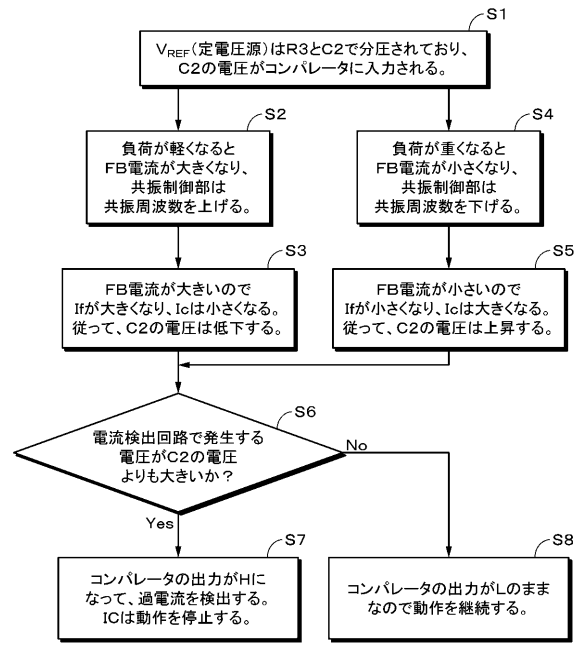 S1
VREF(定電圧源)はR3とC2で分圧されており、
C2の電圧がコンパレータに入力される。
S2
負荷が軽くなると
FB電流が大きくなり、
共振制御部は
共振周波数を上げる。
S4
負荷が重くなると
FB電流が小さくなり、
共振制御部は
共振周波数を下げる。
S3
FB電流が大きいので
Ifが大きくなり、Icは小さくなる。
従って、C2の電圧は低下する。
S5
FB電流が小さいので
Ifが小さくなり、Icは大きくなる。
従って、C2の電圧は上昇する。
S6
電流検出回路で発生する
電圧がC2の電圧
よりも大きいか？
No
Yes
S7
コンパレータの出力がHに
なって、過電流を検出する。
ICは動作を停止する。
S8
コンパレータの出力がLのまま
なので動作を継続する。